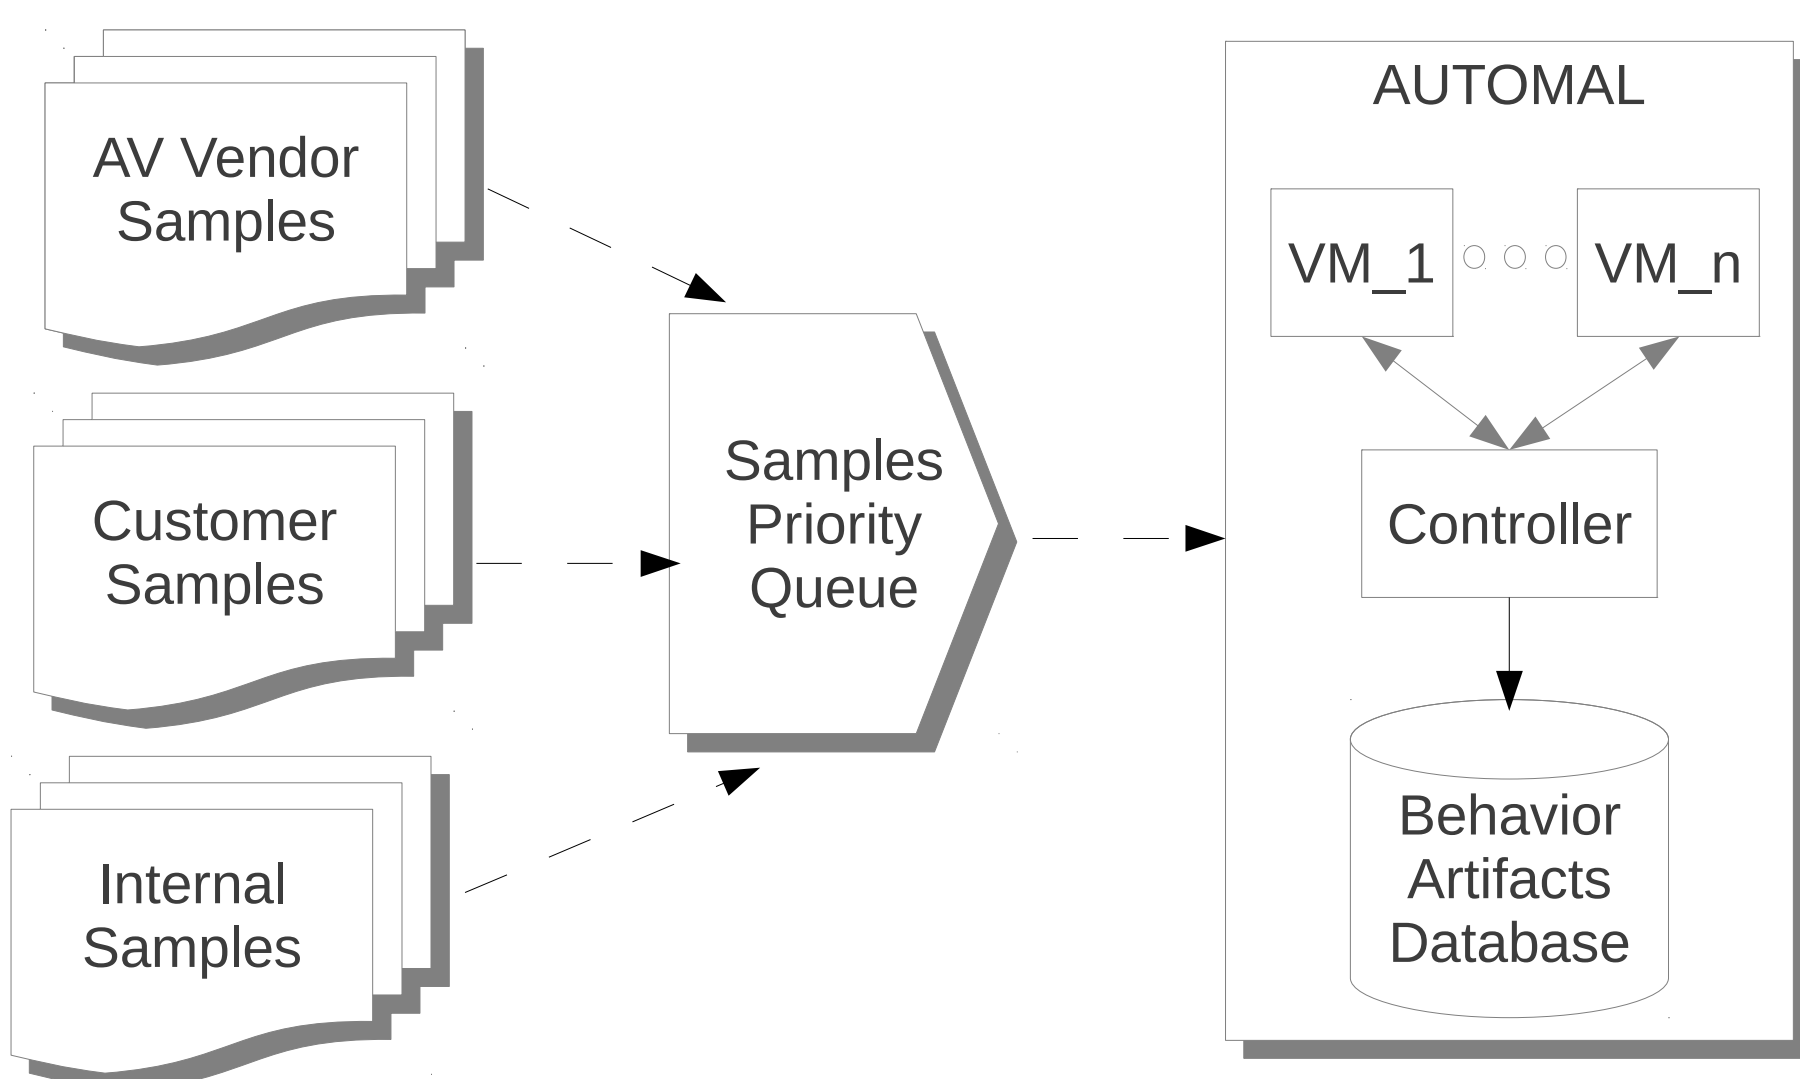 AV Vendor
Samples
Customer
Samples
Internal
Samples
Samples
Priority
Queue
AUTOMAL
VM_1
VM_n
Controller
Behavior
Artifacts
Database